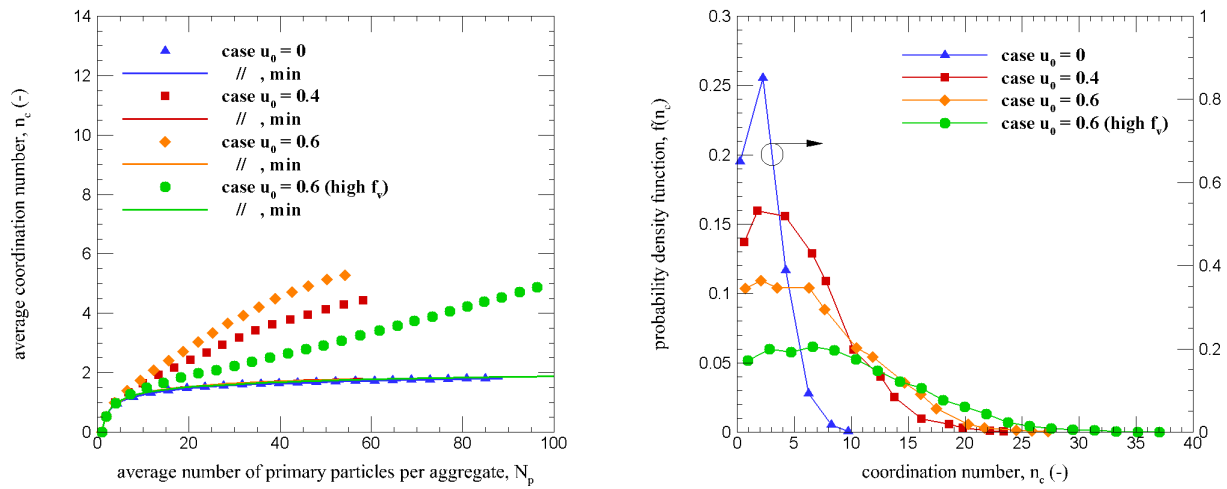 14
12
10
8
6
4
2
0
0 20 40 60 80 100
average coordination number, n_c (-)
average number of primary particles per aggregate, N_p
case u_0 = 0
// , min
case u_0 = 0.4
// , min
case u_0 = 0.6
// , min
case u_0 = 0.6 (high f_v)
// , min
0.3
0.25
0.2
0.15
0.1
0.05
0
0 5 10 15 20 25 30 35 40
1
0.8
0.6
0.4
0.2
0
probability density function, f(n_c)
coordination number, n_c (-)
case u_0 = 0
case u_0 = 0.4
case u_0 = 0.6
case u_0 = 0.6 (high f_v)